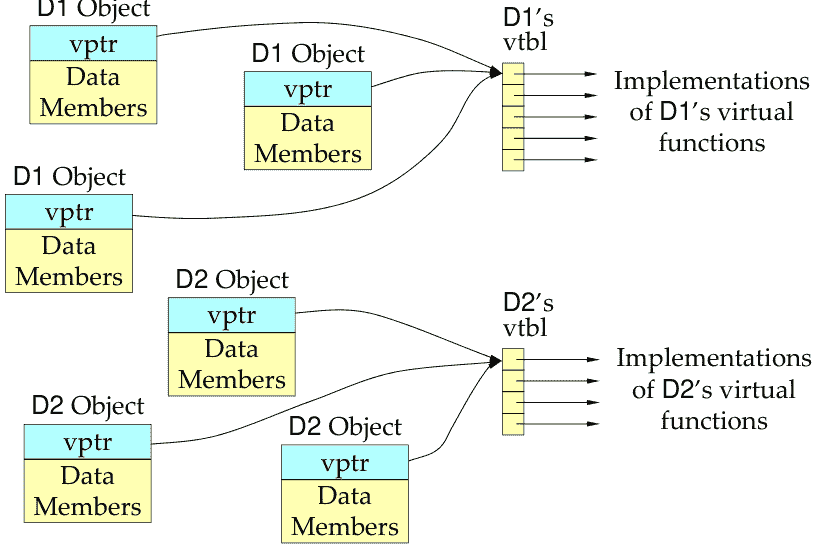 D1 Object
vptr
Data
Members
D1 Object
vptr
Data
Members
D1's
vtbl
Implementations
of D1's virtual
functions
D1 Object
vptr
Data
Members
D2 Object
vptr
Data
Members
D2's
vtbl
Implementations
of D2's virtual
functions
D2 Object
vptr
Data
Members
D2 Object
vptr
Data
Members